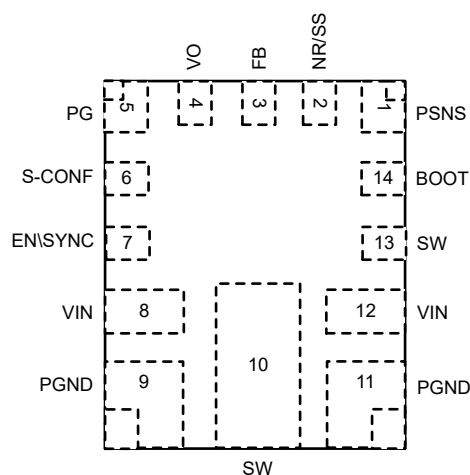 VO
FB
NR/SS
PG
5
4
3
2
1
PSNS
S-CONF
6
14
BOOT
EN\SYNC
7
13
SW
VIN
8
12
VIN
PGND
9
10
11
PGND
SW